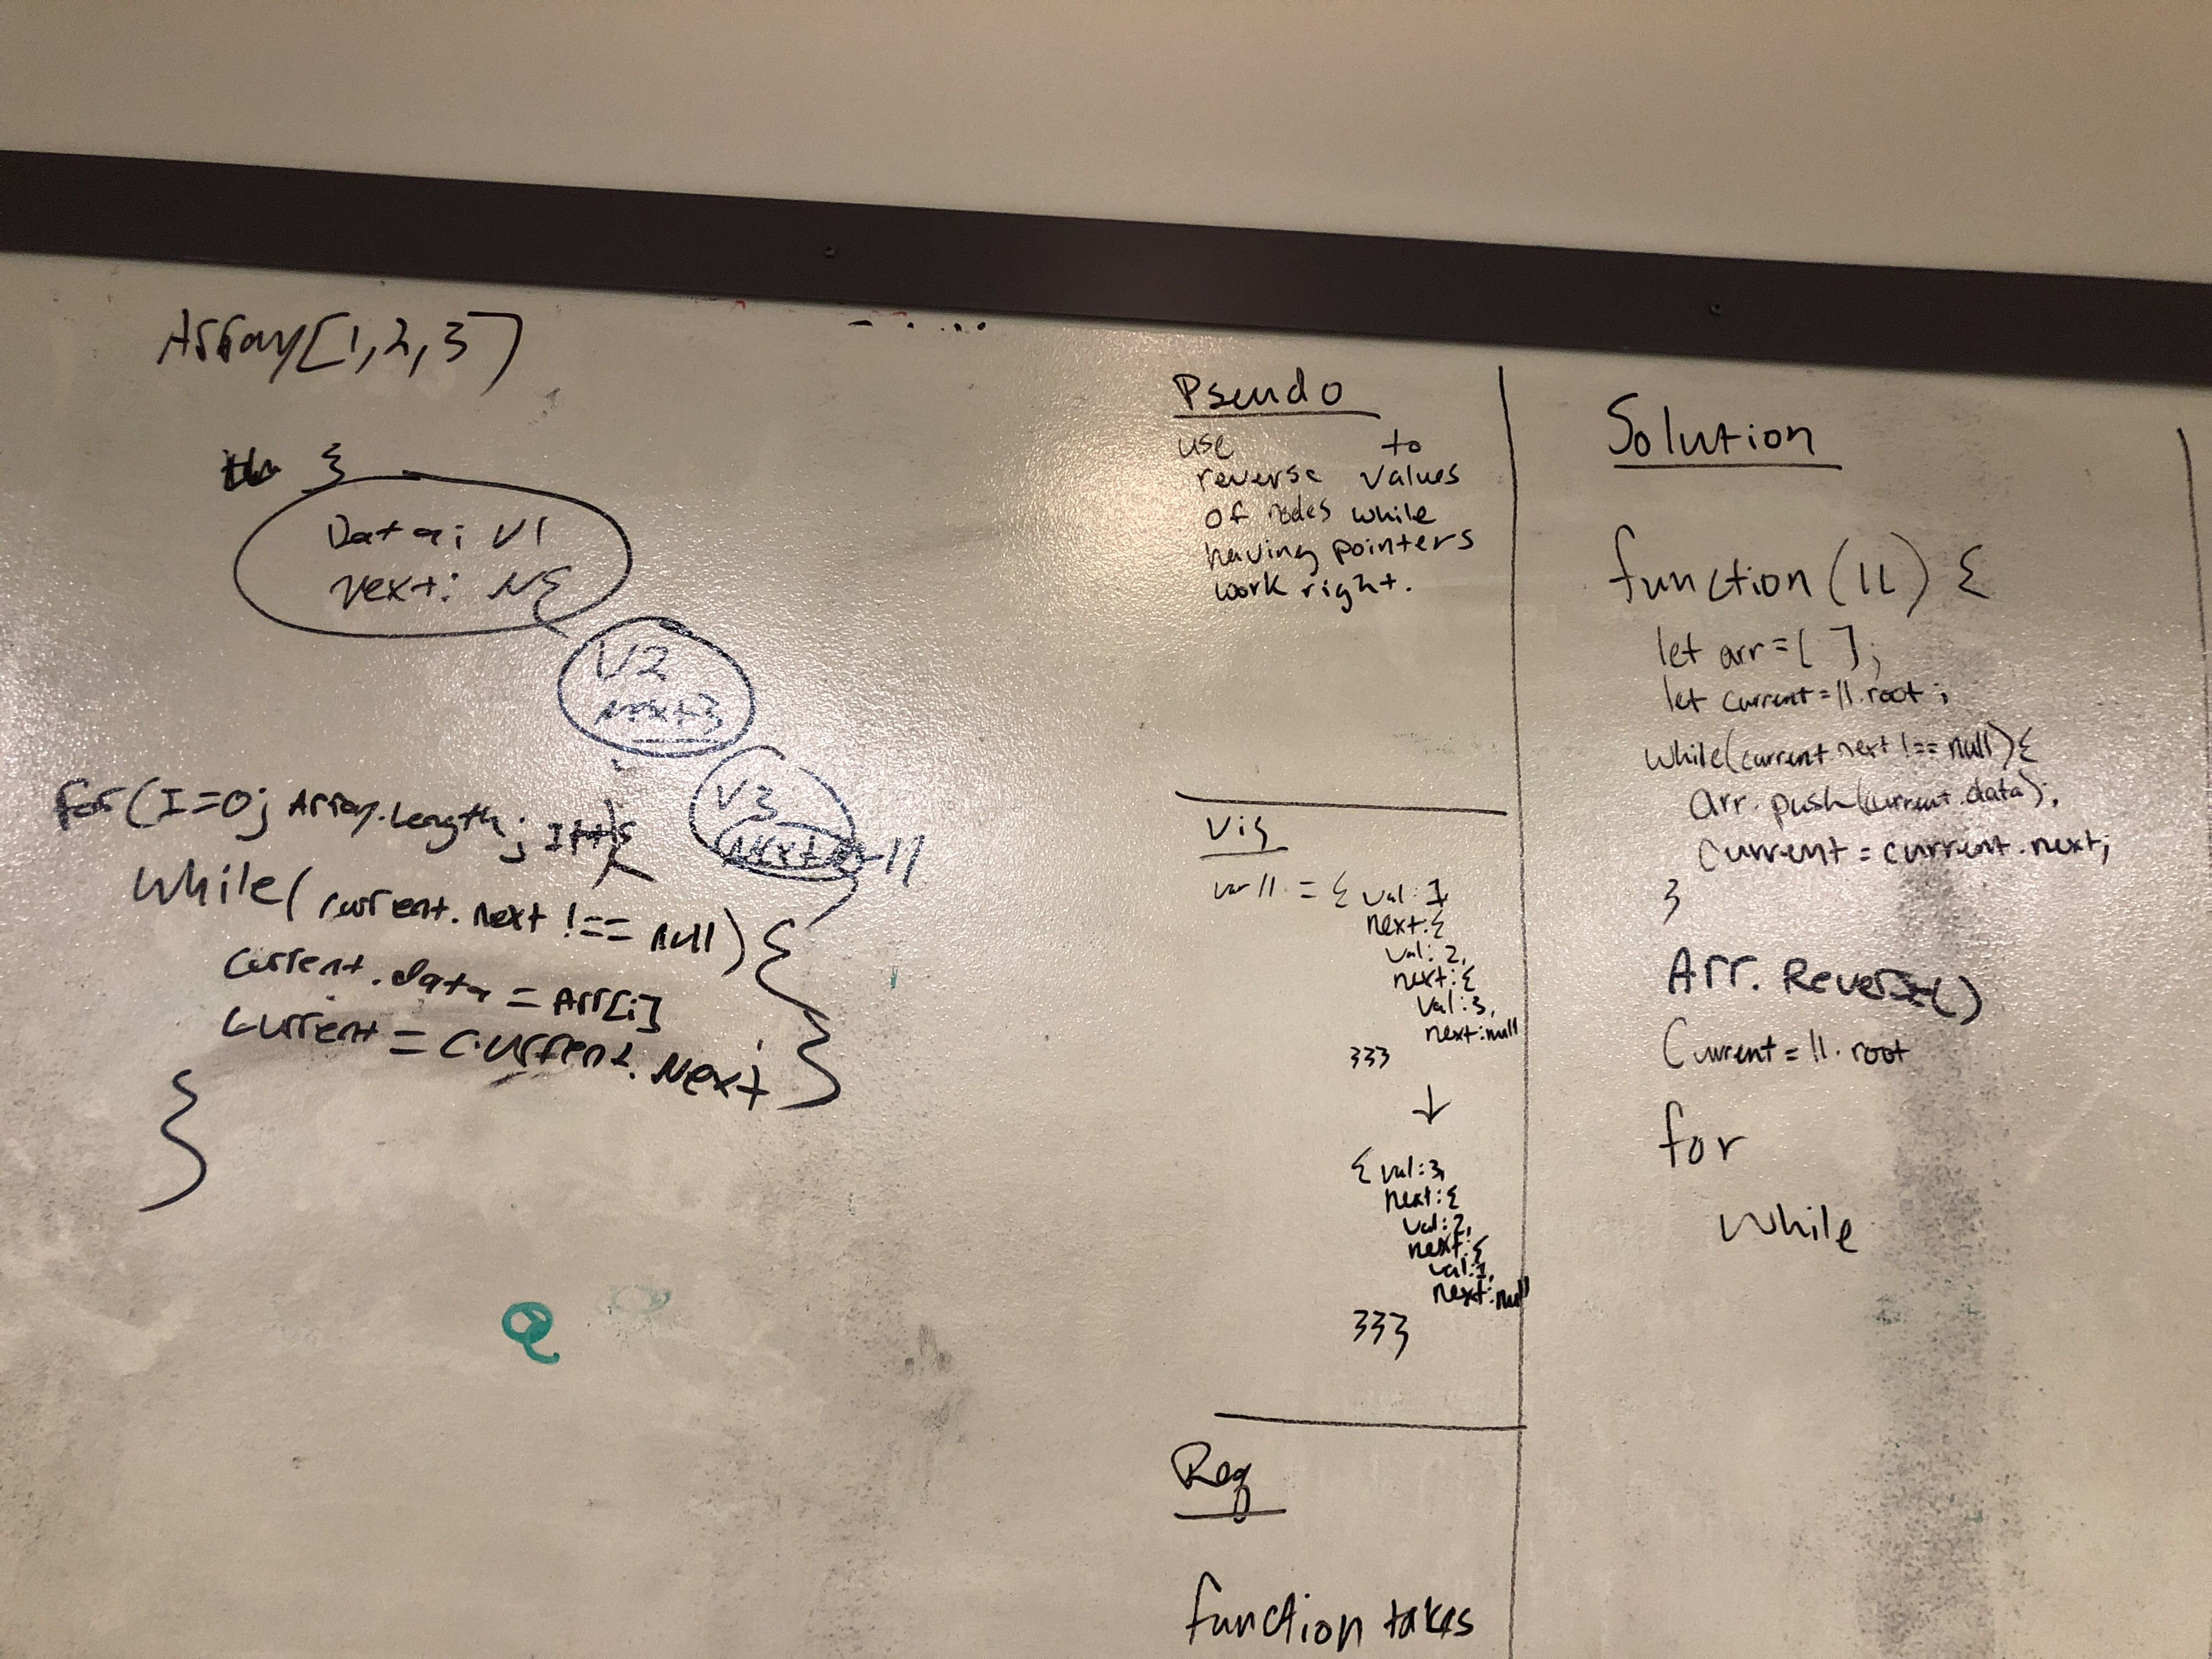 Array[1,2,3]
{
Data: V1
next: N{
V2
next3
V3
next
for(I=0; Array.Length; I++){
while(current.next !== null){
current.data = Arr[i]
current = current.Next;
}
}
Pseudo
use to
reverse values
of nodes while
having pointers
work right.
Vis
var ll = { val: 1,
next:{
val: 2,
next:{
val:3,
next:null
}}}
↓
{ val:3,
next:{
val:2,
next:{
val:1,
next:null
}}}
Req
function takes
Solution
function(ll) {
let arr = [ ];
let current = ll.root;
while(current.next !== null){
arr.push(current.data);
current = current.next;
}
Arr. Reverse()
Current = ll.root
for
while